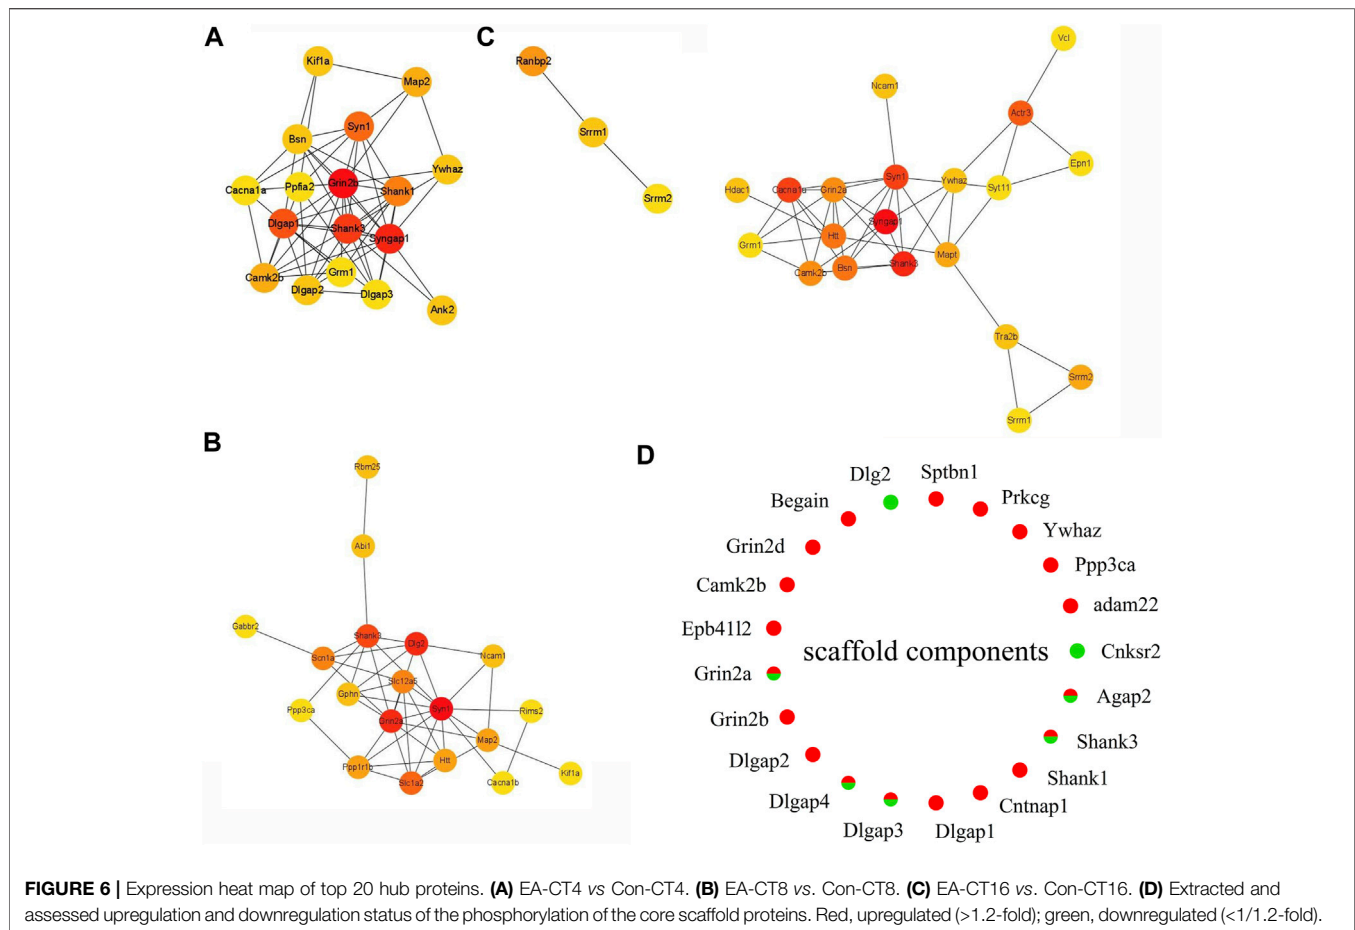 A
Kif1a
Map2
Syn1
Bsn
Ywhaz
Cacna1a
Ppfia2
Grin2b
Shank1
Dlgap1
Shank3
Syngap1
Camk2b
Dlgap2
Grm1
Dlgap3
Ank2
C
Ranbp2
Srrm1
Srrm2
Vcl
Ncam1
Actr3
Epn1
Hdac1
Cacna1a
Grin2a
Syn1
Ywhaz
Syt11
Syngap1
Grm1
Htt
Mapt
Camk2b
Bsn
Shank3
Tra2b
Srrm2
Srrm1
B
Rbm25
Abi1
Gabbr2
Shank3
Dlg2
Scn1a
Ncam1
Slc12a5
Gphn
Ppp3ca
Grin2a
Syn1
Rims2
Map2
Ppp1r1b
Htt
Slc1a2
Cacna1b
Kif1a
D
Dlg2
Sptbn1
Begain
Prkcg
Grin2d
Ywhaz
Camk2b
Ppp3ca
Epb41l2
adam22
scaffold components
Cnksr2
Grin2a
Agap2
Grin2b
Shank3
Dlgap2
Shank1
Dlgap4
Cntnap1
Dlgap3
Dlgap1
FIGURE 6 | Expression heat map of top 20 hub proteins. (A) EA-CT4 vs Con-CT4. (B) EA-CT8 vs. Con-CT8. (C) EA-CT16 vs. Con-CT16. (D) Extracted and
assessed upregulation and downregulation status of the phosphorylation of the core scaffold proteins. Red, upregulated (>1.2-fold); green, downregulated (<1/1.2-fold).